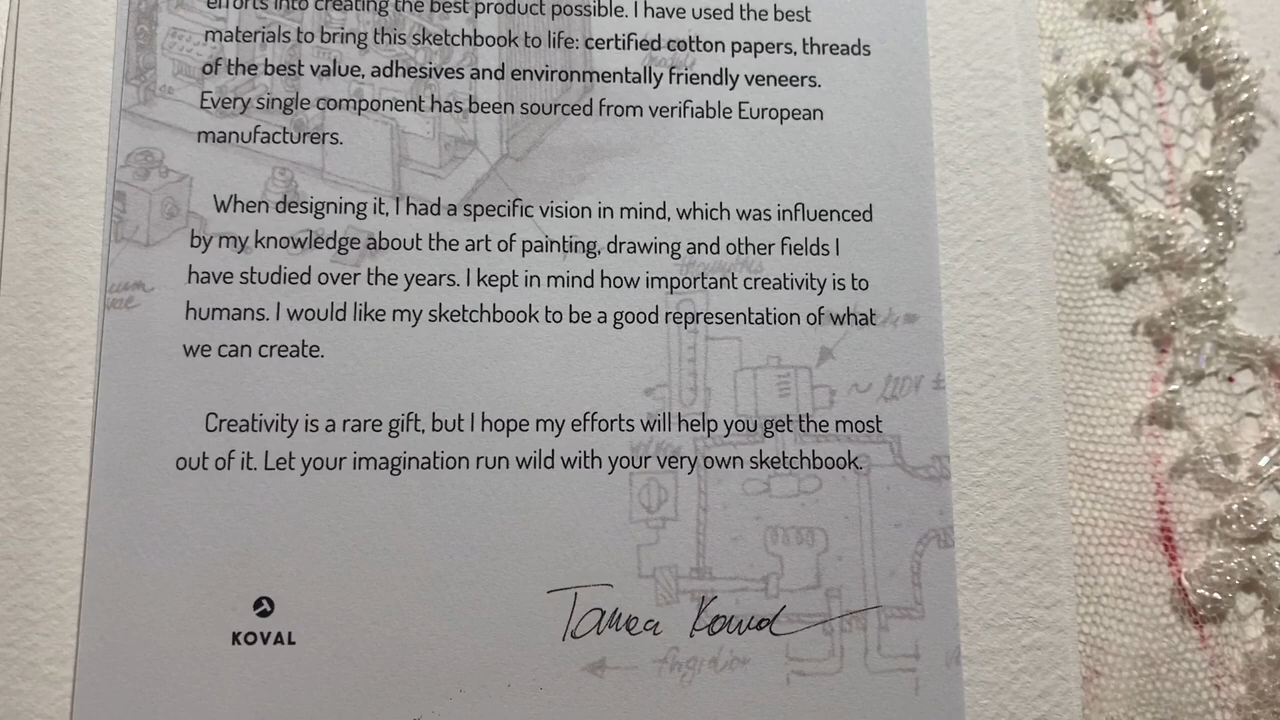 efforts into creating the best product possible. I have used the best
materials to bring this sketchbook to life: certified cotton papers, threads
of the best value, adhesives and environmentally friendly veneers.
Every single component has been sourced from verifiable European
manufacturers.
When designing it, I had a specific vision in mind, which was influenced
by my knowledge about the art of painting, drawing and other fields I
have studied over the years. I kept in mind how important creativity is to
humans. I would like my sketchbook to be a good representation of what
we can create.
~ 220V ±
Creativity is a rare gift, but I hope my efforts will help you get the most
out of it. Let your imagination run wild with your very own sketchbook.
KOVAL